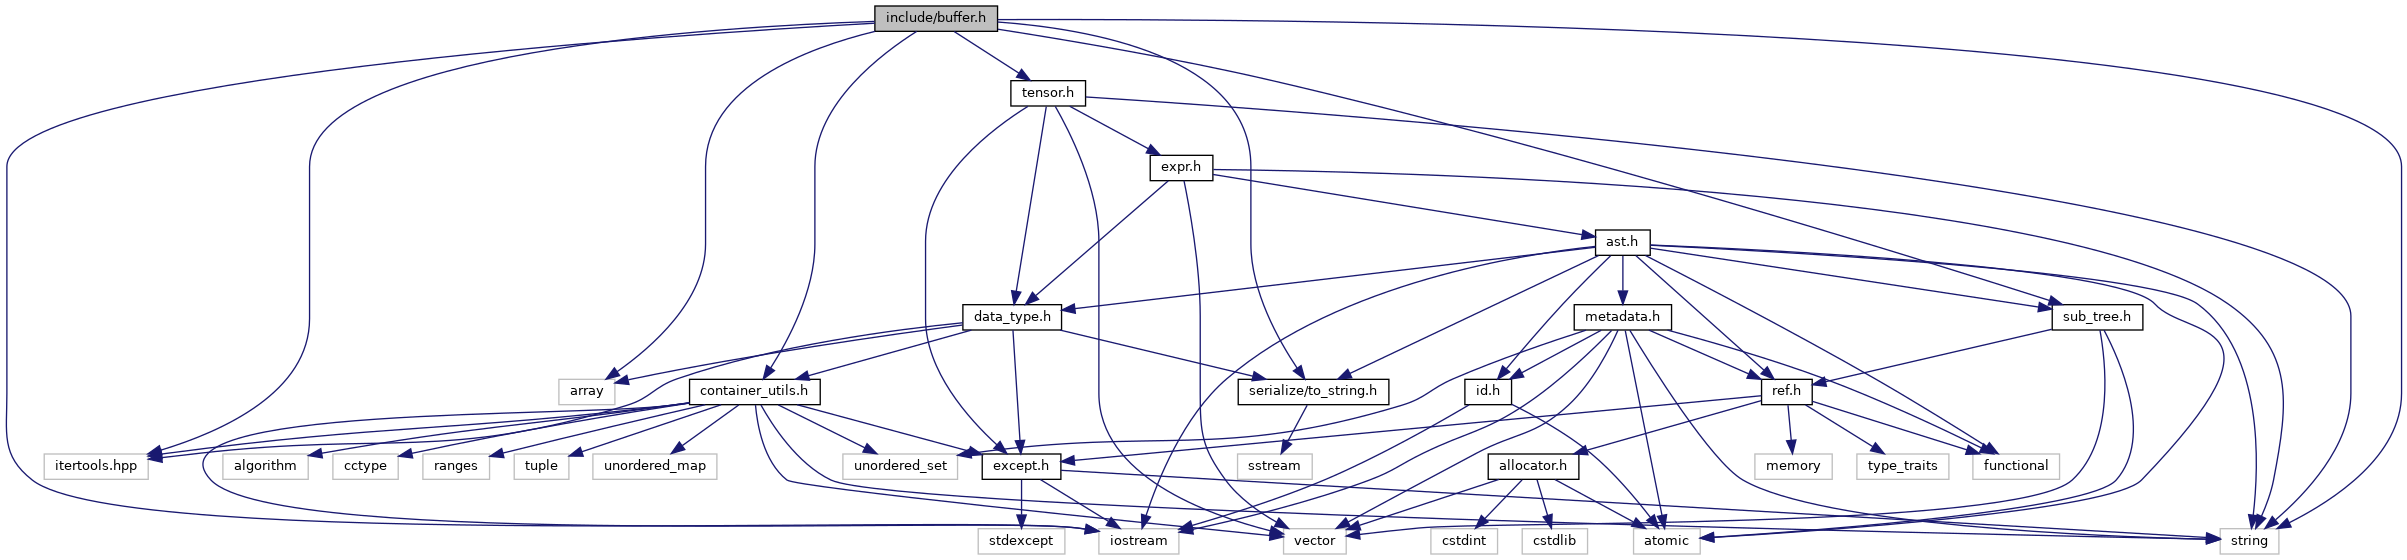 include/buffer.h
tensor.h
expr.h
ast.h
data_type.h
metadata.h
sub_tree.h
array
container_utils.h
serialize/to_string.h
id.h
ref.h
itertools.hpp
algorithm
cctype
ranges
tuple
unordered_map
unordered_set
except.h
sstream
allocator.h
memory
type_traits
functional
stdexcept
iostream
vector
cstdint
cstdlib
atomic
string